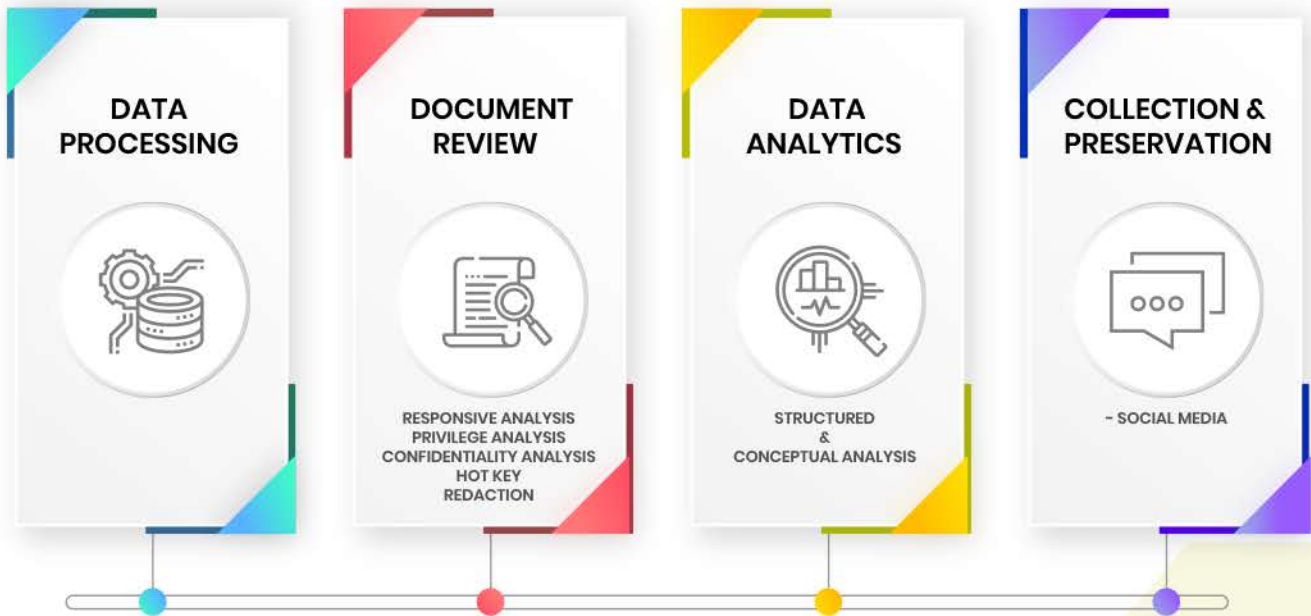 DATA
PROCESSING
DOCUMENT
REVIEW
RESPONSIVE ANALYSIS
PRIVILEGE ANALYSIS
CONFIDENTIALITY ANALYSIS
HOT KEY
REDACTION
DATA
ANALYTICS
STRUCTURED
&
CONCEPTUAL ANALYSIS
COLLECTION &
PRESERVATION
- SOCIAL MEDIA